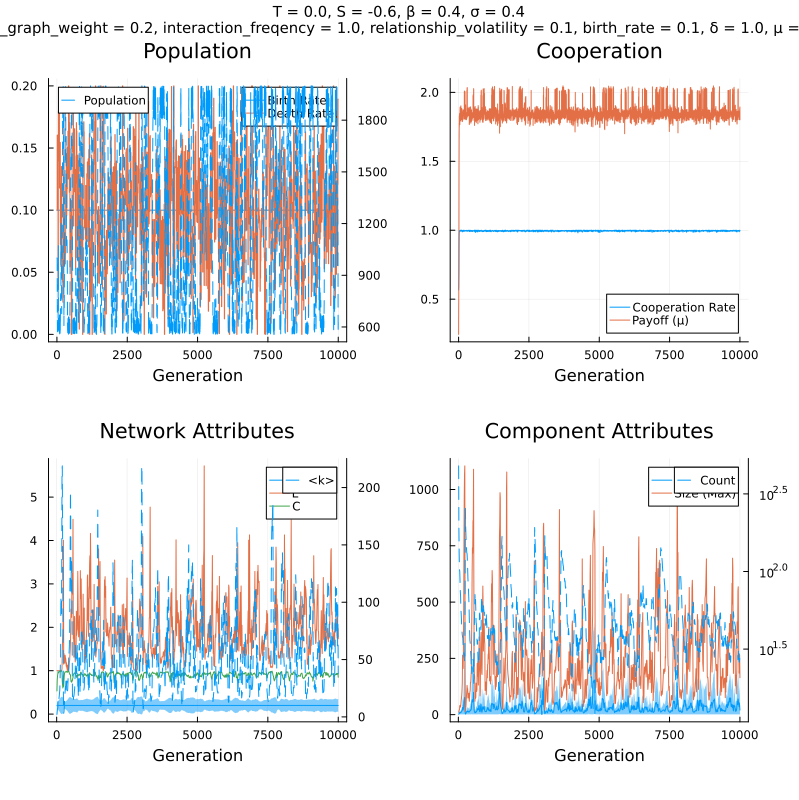 T = 0.0, S = -0.6, β = 0.4, σ = 0.4
_graph_weight = 0.2, interaction_freqency = 1.0, relationship_volatility = 0.1, birth_rate = 0.1, δ = 1.0, μ =
Population
Cooperation
0.20
0.15
0.10
0.05
0.00
Population
Birth Rate
Death Rate
1800
1500
1200
900
600
0
2500
5000
7500
10000
Generation
2.0
1.5
1.0
0.5
Cooperation Rate
Payoff (μ)
0
2500
5000
7500
10000
Generation
Network Attributes
Component Attributes
5
4
3
2
1
0
<k>
L
C
200
150
100
50
0
0
2500
5000
7500
10000
Generation
1000
750
500
250
0
Count
Size (Max)
10^2.5
10^2.0
10^1.5
0
2500
5000
7500
10000
Generation